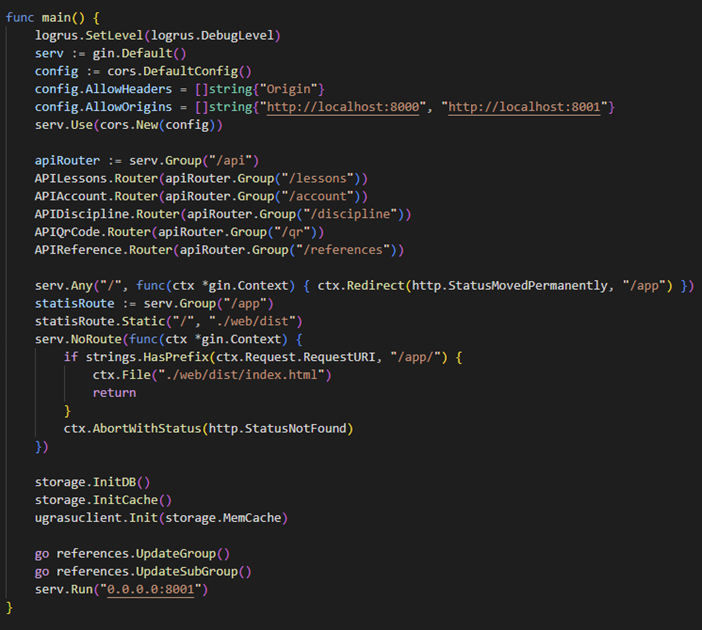 func main() {
    logrus.SetLevel(logrus.DebugLevel)
    serv := gin.Default()
    config := cors.DefaultConfig()
    config.AllowHeaders = []string{"Origin"}
    config.AllowOrigins = []string{"http://localhost:8000", "http://localhost:8001"}
    serv.Use(cors.New(config))

    apiRouter := serv.Group("/api")
    APILessons.Router(apiRouter.Group("/lessons"))
    APIAccount.Router(apiRouter.Group("/account"))
    APIDiscipline.Router(apiRouter.Group("/discipline"))
    APIQrCode.Router(apiRouter.Group("/qr"))
    APIReference.Router(apiRouter.Group("/references"))

    serv.Any("/", func(ctx *gin.Context) { ctx.Redirect(http.StatusMovedPermanently, "/app") })
    statisRoute := serv.Group("/app")
    statisRoute.Static("/", "./web/dist")
    serv.NoRoute(func(ctx *gin.Context) {
        if strings.HasPrefix(ctx.Request.RequestURI, "/app/") {
            ctx.File("./web/dist/index.html")
            return
        }
        ctx.AbortWithStatus(http.StatusNotFound)
    })

    storage.InitDB()
    storage.InitCache()
    ugrasuclient.Init(storage.MemCache)

    go references.UpdateGroup()
    go references.UpdateSubGroup()
    serv.Run("0.0.0.0:8001")
}